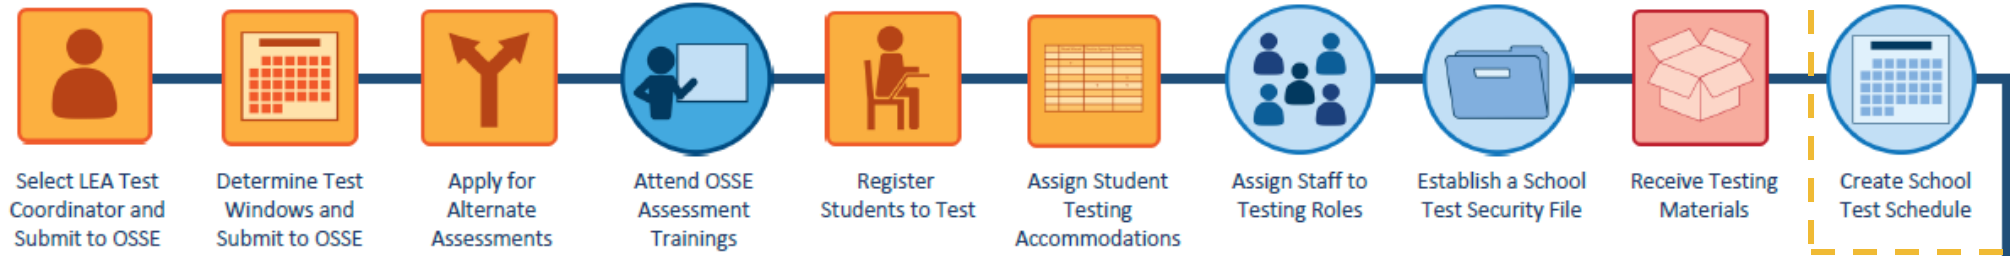 Select LEA Test
Coordinator and
Submit to OSSE
Determine Test
Windows and
Submit to OSSE
Apply for
Alternate
Assessments
Attend OSSE
Assessment
Trainings
Register
Students to Test
Assign Student
Testing
Accommodations
Assign Staff to
Testing Roles
Establish a School
Test Security File
Receive Testing
Materials
Create School
Test Schedule